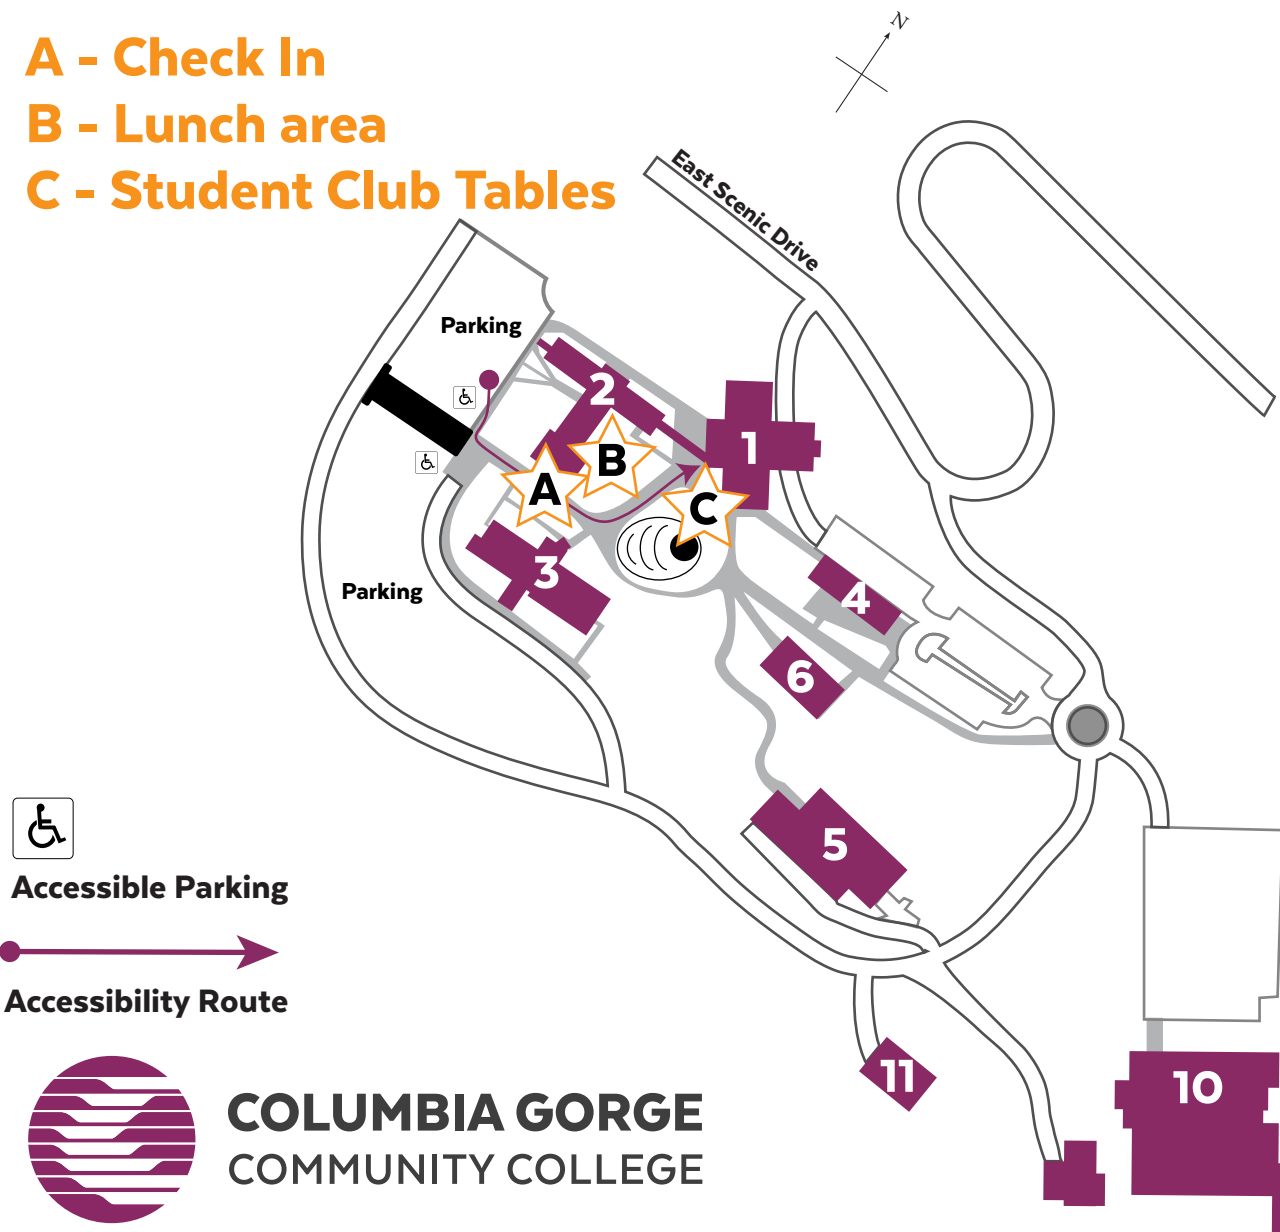 A - Check In
B - Lunch area
C - Student Club Tables
N
East Scenic Drive
Parking
2
1
B
A
C
3
Parking
4
6
5
Accessible Parking
Accessibility Route
11
10
COLUMBIA GORGE
COMMUNITY COLLEGE